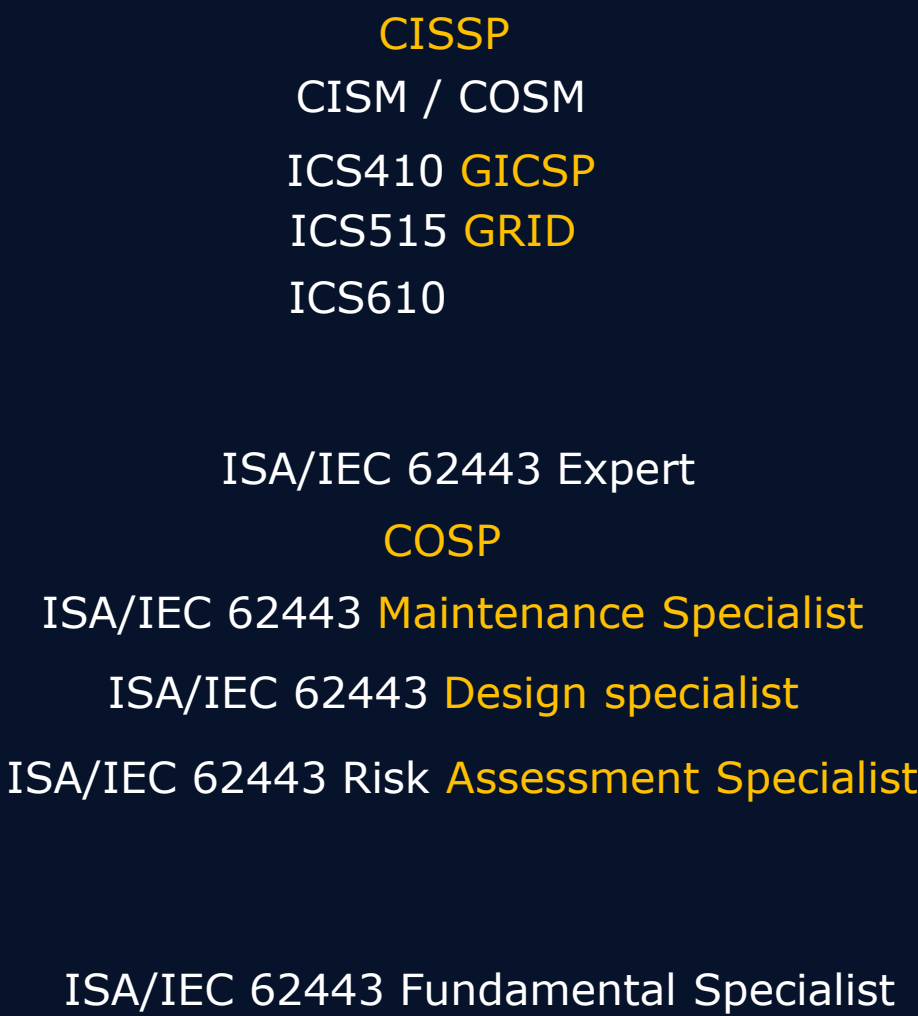 CISSP
CISM / COSM
ICS410 GICSP
ICS515 GRID
ICS610
ISA/IEC 62443 Expert
COSP
ISA/IEC 62443 Maintenance Specialist
ISA/IEC 62443 Design specialist
ISA/IEC 62443 Risk Assessment Specialist
ISA/IEC 62443 Fundamental Specialist